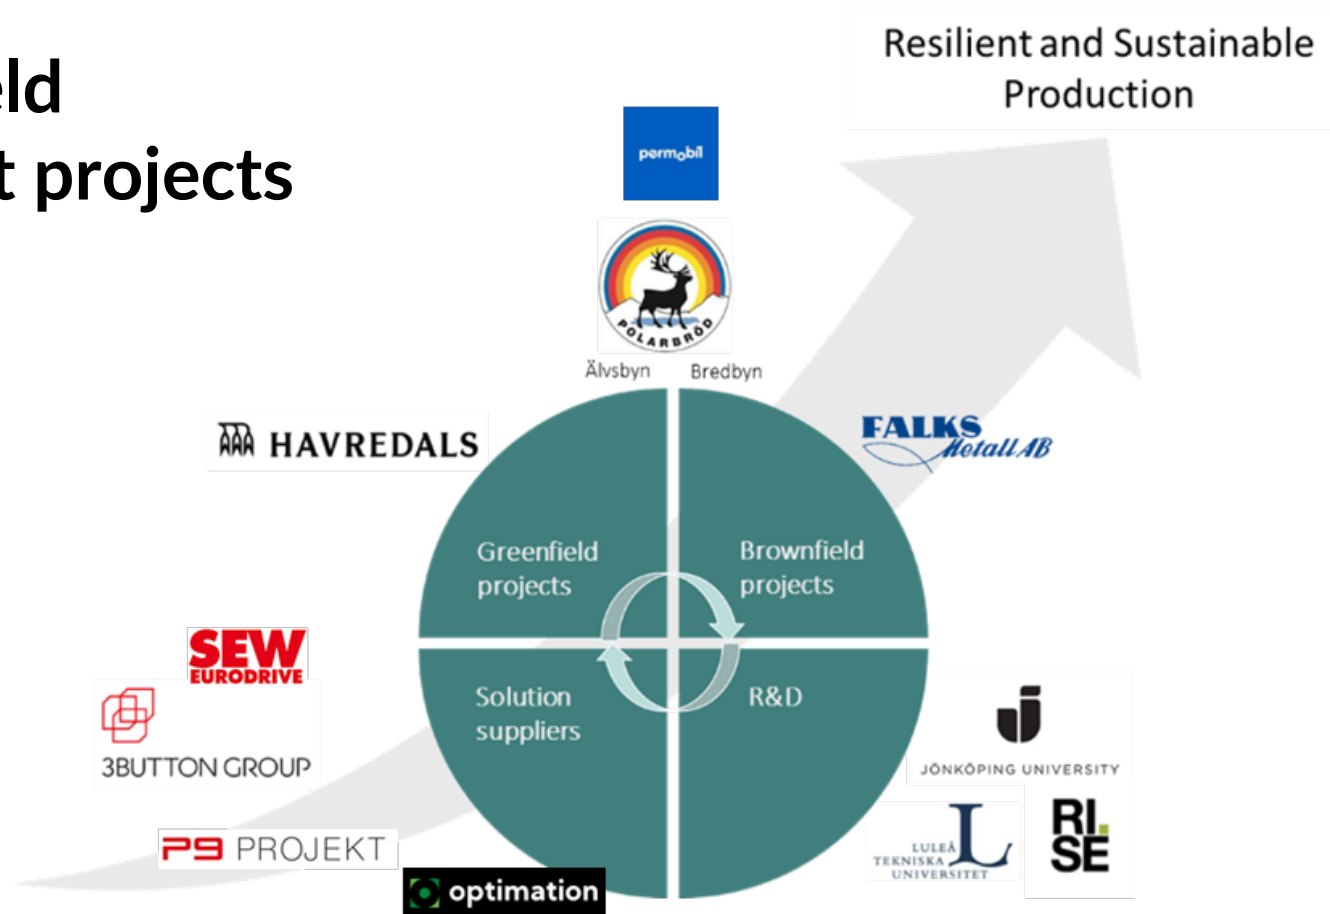 eld
t projects
Resilient and Sustainable
Production
permobil
POLARBRÖD
Älvsbyn Bredbyn
HAVREDALS
FALKS
Metall AB
Greenfield
projects
Brownfield
projects
SEW
EURODRIVE
3BUTTON GROUP
P9 PROJEKT
optimation
Solution
suppliers
R&D
JÖNKÖPING UNIVERSITY
LULEÅ
TEKNISKA
UNIVERSITET
L
RI.
SE